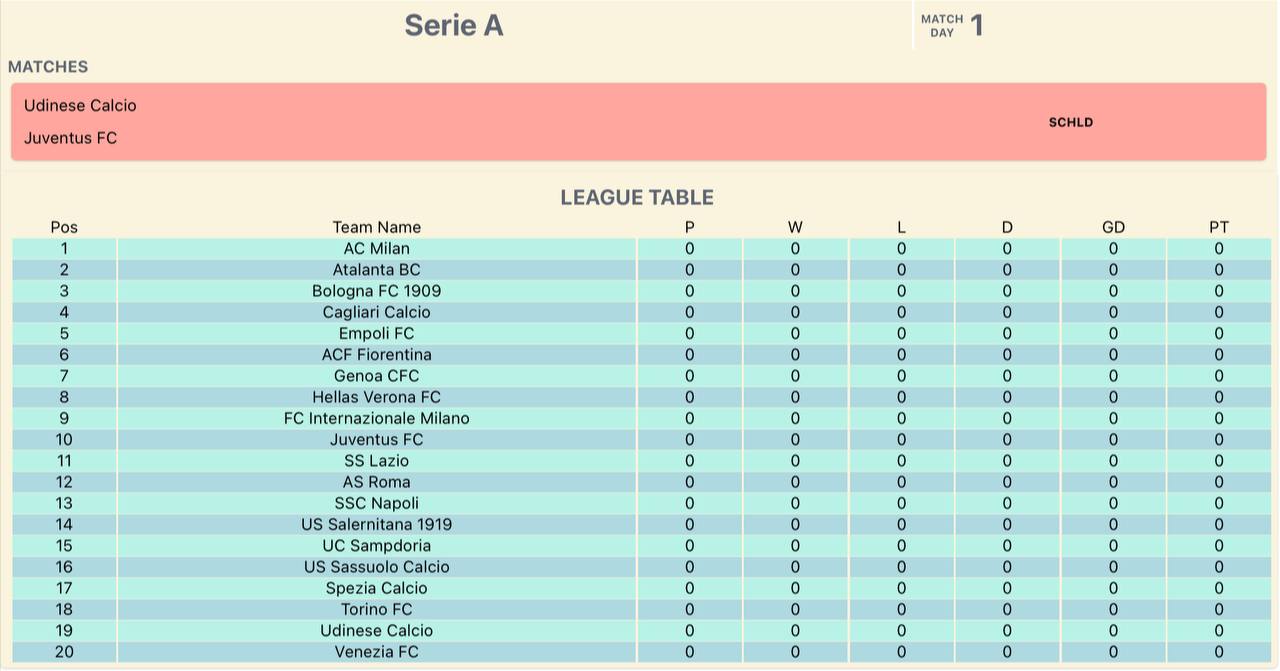 Serie A
MATCH DAY 1
MATCHES
Udinese Calcio
SCHLD
Juventus FC
LEAGUE TABLE
Pos Team Name P W L D GD PT
1 AC Milan 0 0 0 0 0 0
2 Atalanta BC 0 0 0 0 0 0
3 Bologna FC 1909 0 0 0 0 0 0
4 Cagliari Calcio 0 0 0 0 0 0
5 Empoli FC 0 0 0 0 0 0
6 ACF Fiorentina 0 0 0 0 0 0
7 Genoa CFC 0 0 0 0 0 0
8 Hellas Verona FC 0 0 0 0 0 0
9 FC Internazionale Milano 0 0 0 0 0 0
10 Juventus FC 0 0 0 0 0 0
11 SS Lazio 0 0 0 0 0 0
12 AS Roma 0 0 0 0 0 0
13 SSC Napoli 0 0 0 0 0 0
14 US Salernitana 1919 0 0 0 0 0 0
15 UC Sampdoria 0 0 0 0 0 0
16 US Sassuolo Calcio 0 0 0 0 0 0
17 Spezia Calcio 0 0 0 0 0 0
18 Torino FC 0 0 0 0 0 0
19 Udinese Calcio 0 0 0 0 0 0
20 Venezia FC 0 0 0 0 0 0